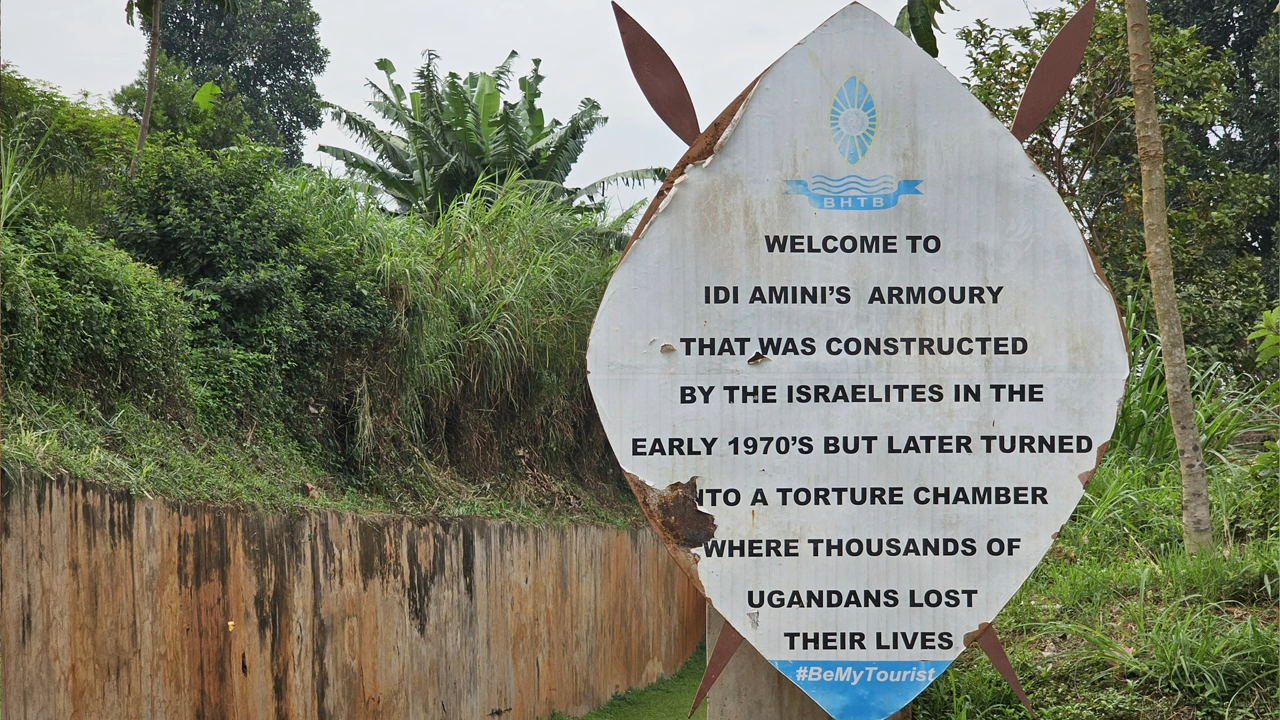 BHTB
WELCOME TO
IDI AMINI'S ARMOURY
THAT WAS CONSTRUCTED
BY THE ISRAELITES IN THE
EARLY 1970'S BUT LATER TURNED
NTO A TORTURE CHAMBER
WHERE THOUSANDS OF
UGANDANS LOST
THEIR LIVES
#BeMyTourist